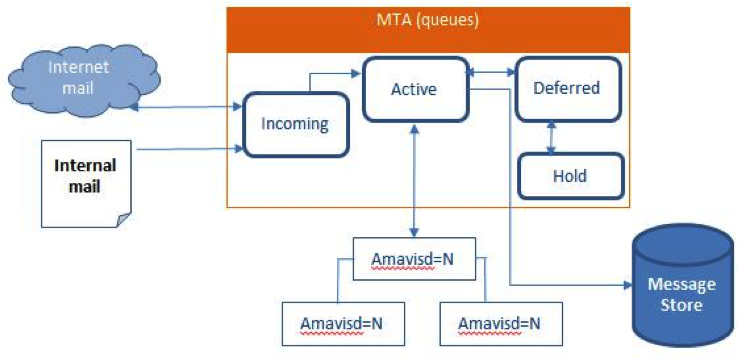 MTA (queues)
Internet
mail
Active
Deferred
Incoming
Internal
mail
Hold
Amavisd=N
Message
Store
Amavisd=N
Amavisd=N